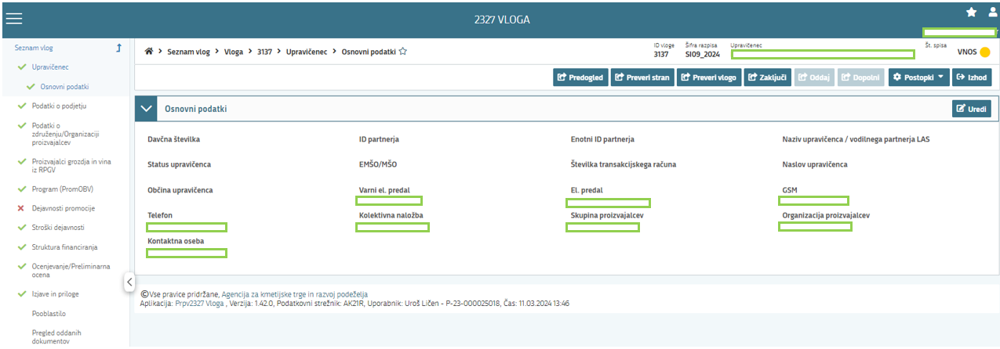 2327 VLOGA
Seznam vlog
Upravičenec
Osnovni podatki
Podatki o podjetju
Podatki o
združenju/Organizaciji
proizvajalcev
Proizvajalci grozdja in vina
iz RPGV
Program (PromOBV)
Dejavnosti promocije
Stroški dejavnosti
Struktura financiranja
Ocenjevanje/Preliminarna
ocena
Izjave in priloge
Pooblastilo
Pregled oddanih
dokumentov
Seznam vlog Vloga 3137 Upravičenec Osnovni podatki
ID vloge Šifra razpisa Upravičenec Št. spisa
3137 SI09_2024 VNOS
Predogled Preveri stran Preveri vlogo Zaključi Oddaj Dopolni Postopki Izhod
Osnovni podatki Uredi
Davčna številka ID partnerja Enotni ID partnerja Naziv upravičenca / vodilnega partnerja LAS
Status upravičenca EMŠO/MŠO Številka transakcijskega računa Naslov upravičenca
Občina upravičenca Varni el. predal El. predal GSM
Telefon Kolektivna naložba Skupina proizvajalcev Organizacija proizvajalcev
Kontaktna oseba
©Vse pravice pridržane, Agencija za kmetijske trge in razvoj podeželja
Aplikacija: Prpv2327 Vloga , Verzija: 1.42.0, Podatkovni strežnik: AK21R, Uporabnik: Uroš Ličen - P-23-000025018, Čas: 11.03.2024 13:46